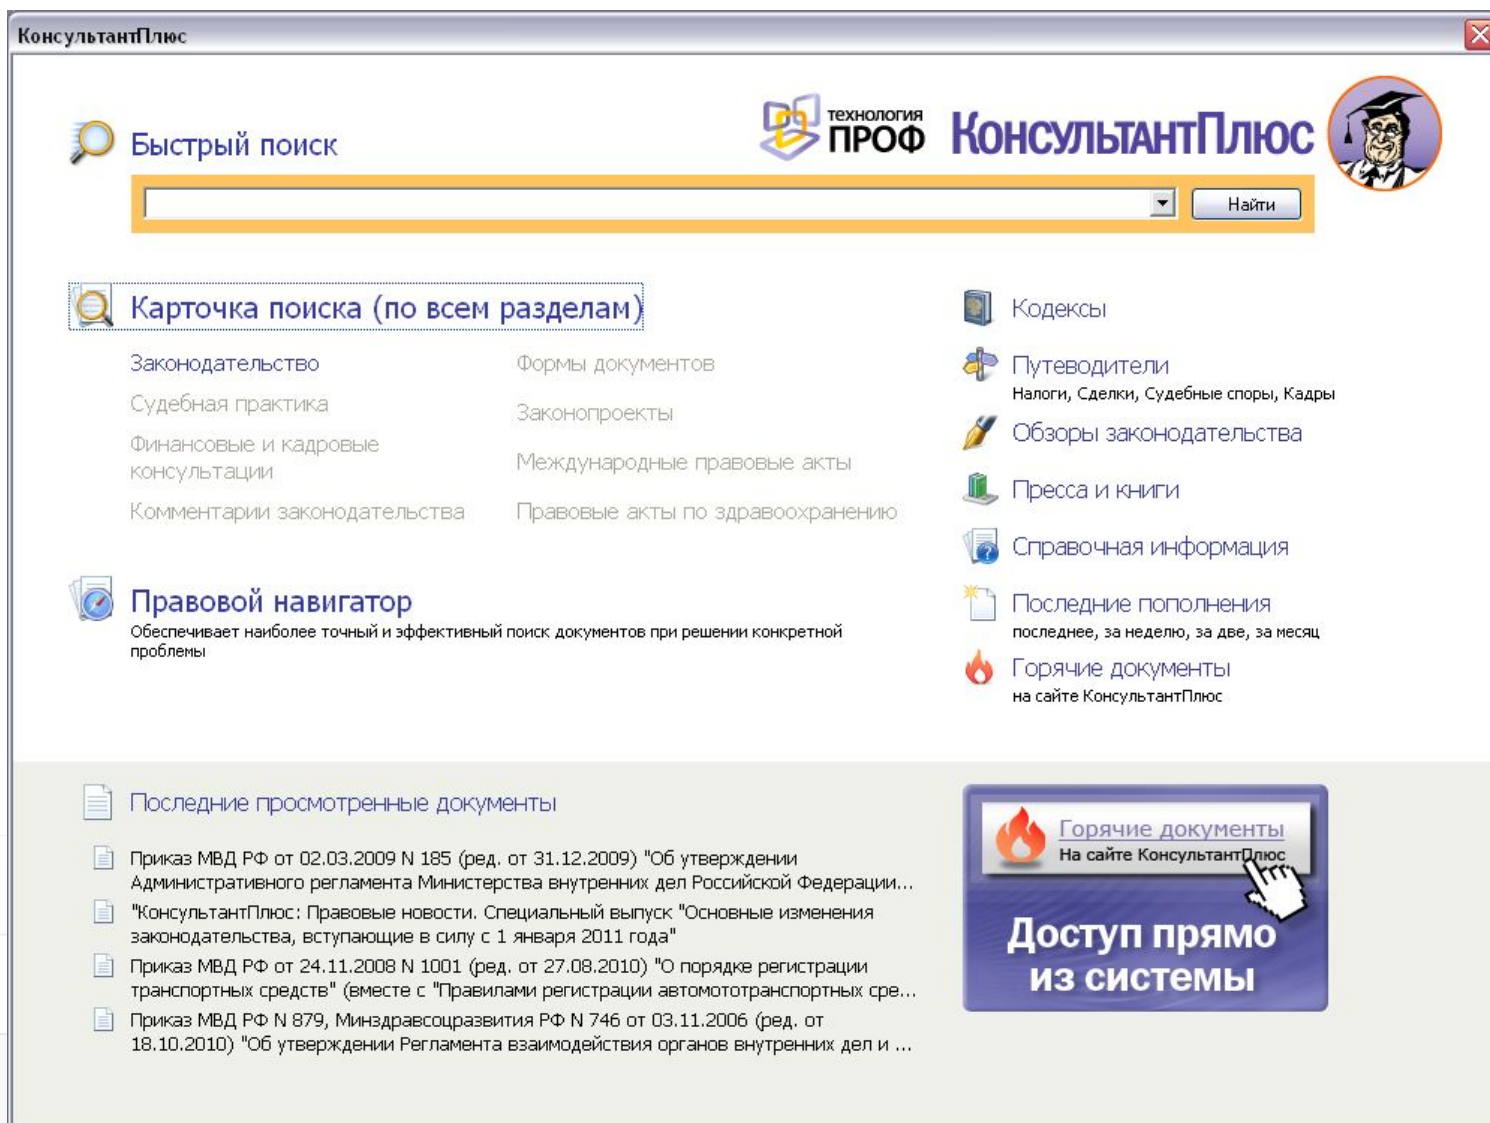 КонсультантПлюс
Быстрый поиск
ТЕХНОЛОГИЯ
ПРОФ
КонсультантПлюс
Найти
Карточка поиска (по всем разделам)
Законодательство
Судебная практика
Финансовые и кадровые
консультации
Комментарии законодательства
Формы документов
Законопроекты
Международные правовые акты
Правовые акты по здравоохранению
Правовой навигатор
Обеспечивает наиболее точный и эффективный поиск документов при решении конкретной
проблемы
Кодексы
Путеводители
Налоги, Сделки, Судебные споры, Кадры
Обзоры законодательства
Пресса и книги
Справочная информация
Последние пополнения
последнее, за неделю, за две, за месяц
Горячие документы
на сайте КонсультантПлюс
Последние просмотренные документы
Приказ МВД РФ от 02.03.2009 N 185 (ред. от 31.12.2009) "Об утверждении
Административного регламента Министерства внутренних дел Российской Федерации...
"КонсультантПлюс: Правовые новости. Специальный выпуск "Основные изменения
законодательства, вступающие в силу с 1 января 2011 года"
Приказ МВД РФ от 24.11.2008 N 1001 (ред. от 27.08.2010) "О порядке регистрации
транспортных средств" (вместе с "Правилами регистрации автомототранспортных сре...
Приказ МВД РФ N 879, Минздравсоцразвития РФ N 746 от 03.11.2006 (ред. от
18.10.2010) "Об утверждении Регламента взаимодействия органов внутренних дел и ...
Горячие документы
На сайте КонсультантПлюс
Доступ прямо
из системы